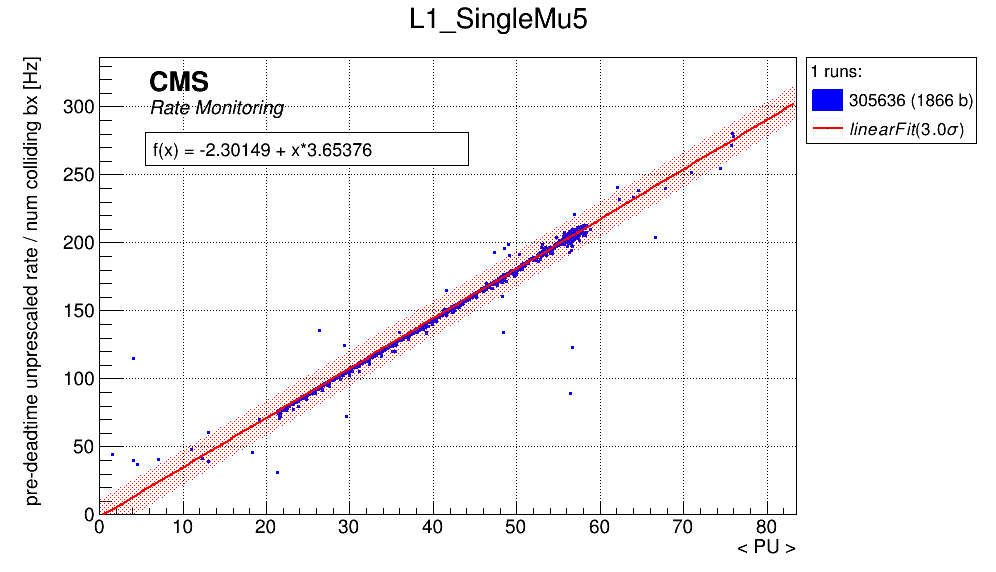 L1_SingleMu5
pre-deadtime unprescaled rate / num colliding bx [Hz]
CMS
Rate Monitoring
f(x) = -2.30149 + x*3.65376
1 runs:
305636 (1866 b)
linearFit(3.0σ)
300
250
200
150
100
50
0
0 10 20 30 40 50 60 70 80
< PU >